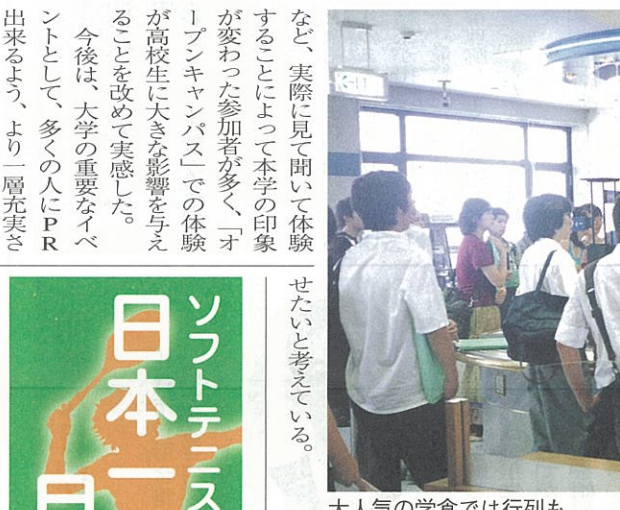 など、実際に見て聞いて体験
することによって本学の印象
が変わった参加者が多く、「オ
ープンキャンパス」での体験
が高校生に大きな影響を与え
ることを改めて実感した。
今後は、大学の重要なイベ
ントとして、多くの人にPR
出来るよう、より一層充実さ
せたいと考えている。
大人気の学食では行列も
ソフトテニス
日本一